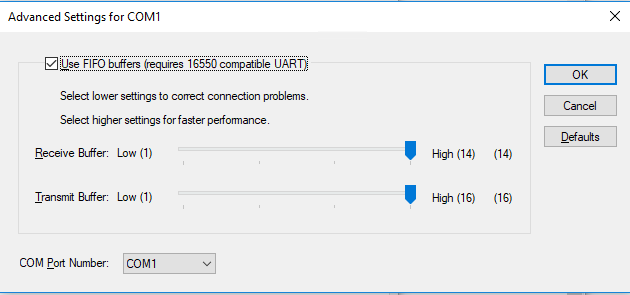 Advanced Settings for COM1
Use FIFO buffers (requires 16550 compatible UART)
OK
Select lower settings to correct connection problems.
Cancel
Select higher settings for faster performance.
Defaults
Receive Buffer: Low (1) High (14) (14)
Transmit Buffer: Low (1) High (16) (16)
COM Port Number: COM1